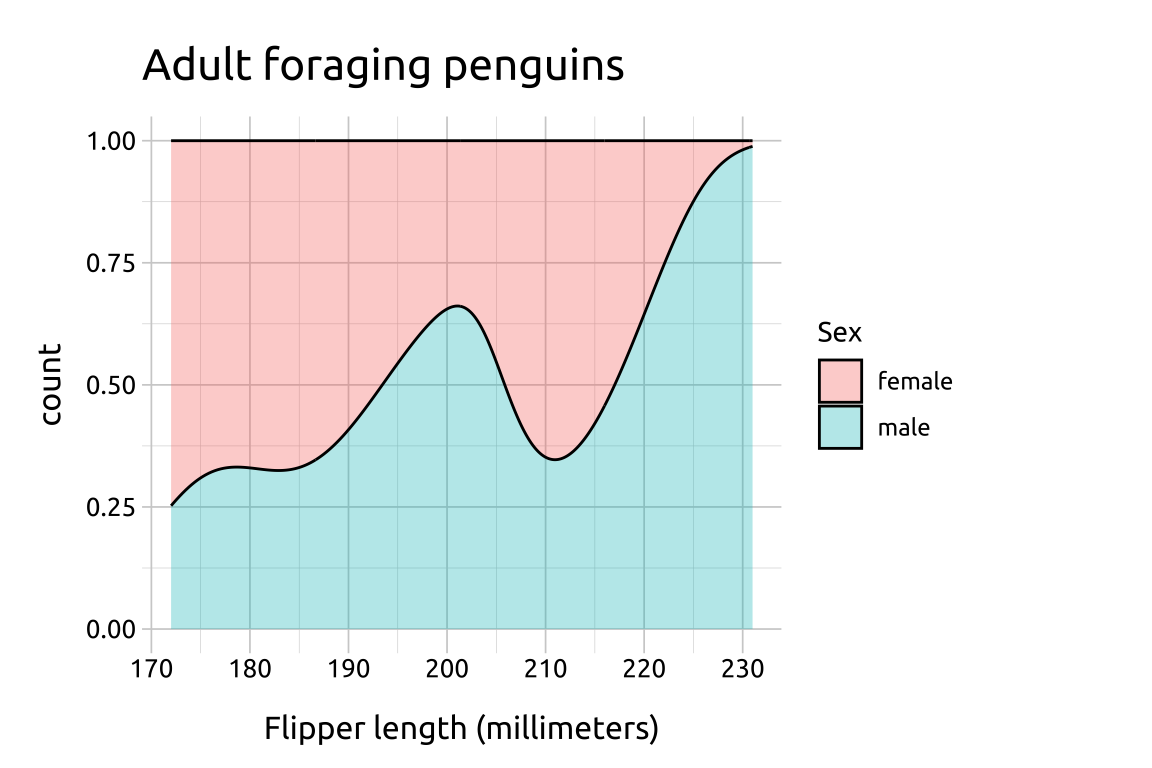 Adult foraging penguins
1.00
0.75
0.50
0.25
0.00
count
170 180 190 200 210 220 230
Flipper length (millimeters)
Sex
female
male